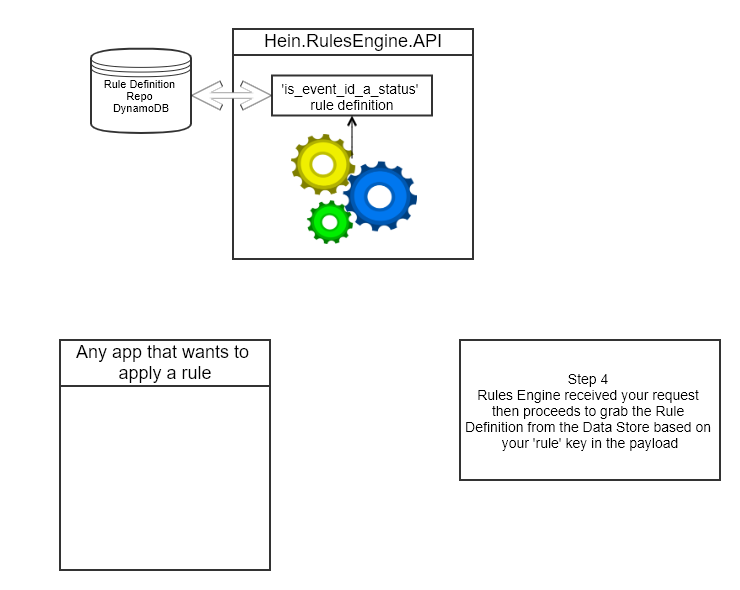 Hein.RulesEngine.API
Rule Definition
Repo
DynamoDB
'is_event_id_a_status'
rule definition
Any app that wants to
apply a rule
Step 4
Rules Engine received your request
then proceeds to grab the Rule
Definition from the Data Store based on
your 'rule' key in the payload